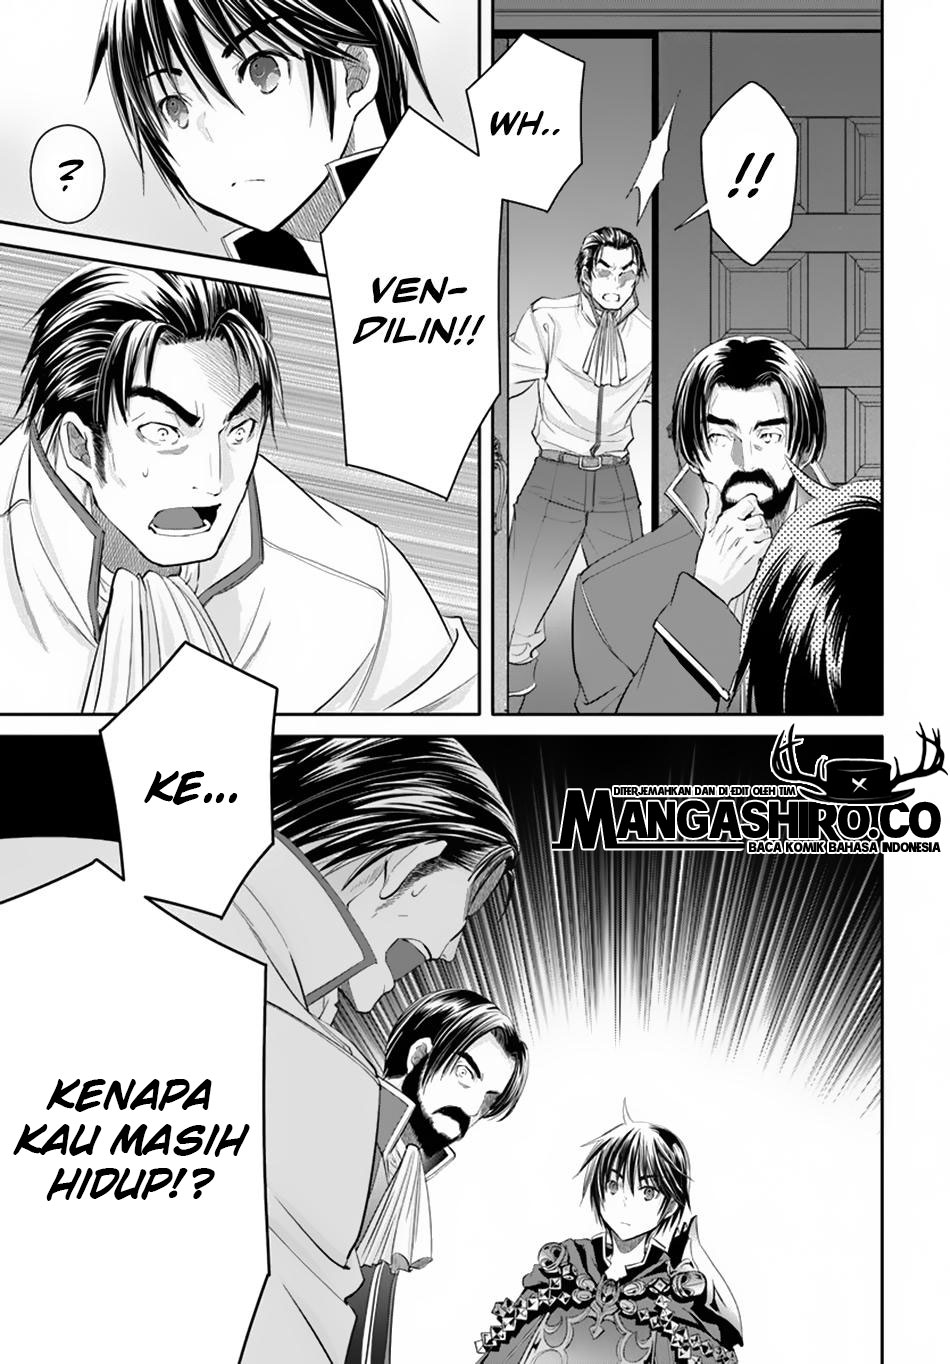 !!
WH..
VEN-
DILIN!!
?
DITERJEMAHKAN DAN DI EDIT OLEH TIM
MANGASHIRO.CO
BACA KOMIK BAHASA INDONESIA
KE...
KENAPA
KAU MASIH
HIDUP!?